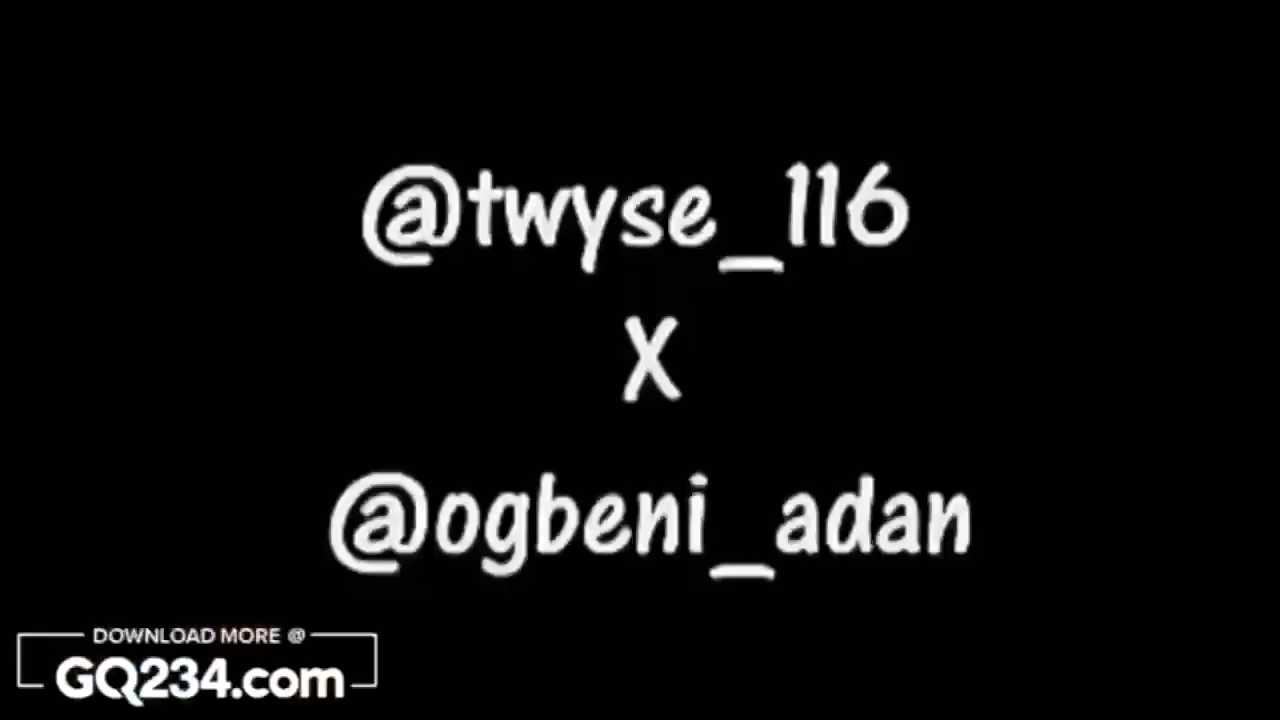 @twyse_116
X
@ogbeni_adan
DOWNLOAD MORE @
GQ234.com